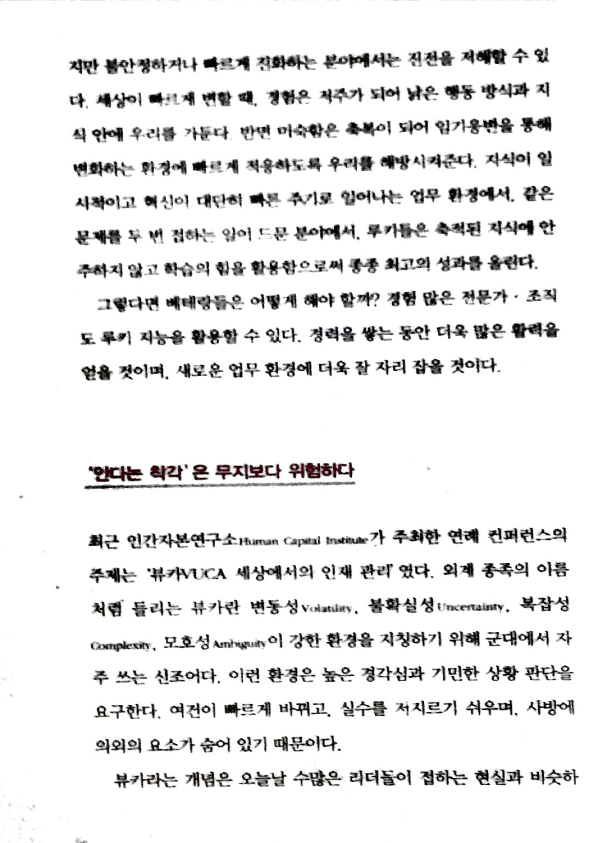 지만 불안정하거나 빠르게 진화하는 분야에서는 진전을 저해할 수 있
다. 세상이 빠르게 변할 때, 경험은 저주가 되어 낡은 행동 방식과 지
식 안에 우리를 가둔다. 반면 미숙함은 축복이 되어 임기응변을 통해
변화하는 환경에 빠르게 적응하도록 우리를 해방시켜준다. 지식이 일
시적이고 혁신이 대단히 빠른 주기로 일어나는 업무 환경에서, 같은
문제를 두 번 접하는 일이 드문 분야에서, 루키들은 축적된 지식에 안
주하지 않고 학습의 힘을 활용함으로써 종종 최고의 성과를 올린다.
그렇다면 베테랑들은 어떻게 해야 할까? 경험 많은 전문가·조직
도 루키 지능을 활용할 수 있다. 경력을 쌓는 동안 더욱 많은 활력을
얻을 것이며, 새로운 업무 환경에 더욱 잘 자리 잡을 것이다.
'안다는 착각'은 무지보다 위험하다
최근 인간자본연구소Human Capital Institute가 주최한 연례 컨퍼런스의
주제는 '뷰카VUCA 세상에서의 인재 관리'였다. 외계 종족의 이름
처럼 들리는 뷰카란 변동성Volatility, 불확실성Uncertainty, 복잡성
Complexity, 모호성Ambiguity이 강한 환경을 지칭하기 위해 군대에서 자
주 쓰는 신조어다. 이런 환경은 높은 경각심과 기민한 상황 판단을
요구한다. 여건이 빠르게 바뀌고, 실수를 저지르기 쉬우며, 사방에
의외의 요소가 숨어 있기 때문이다.
뷰카라는 개념은 오늘날 수많은 리더들이 접하는 현실과 비슷하